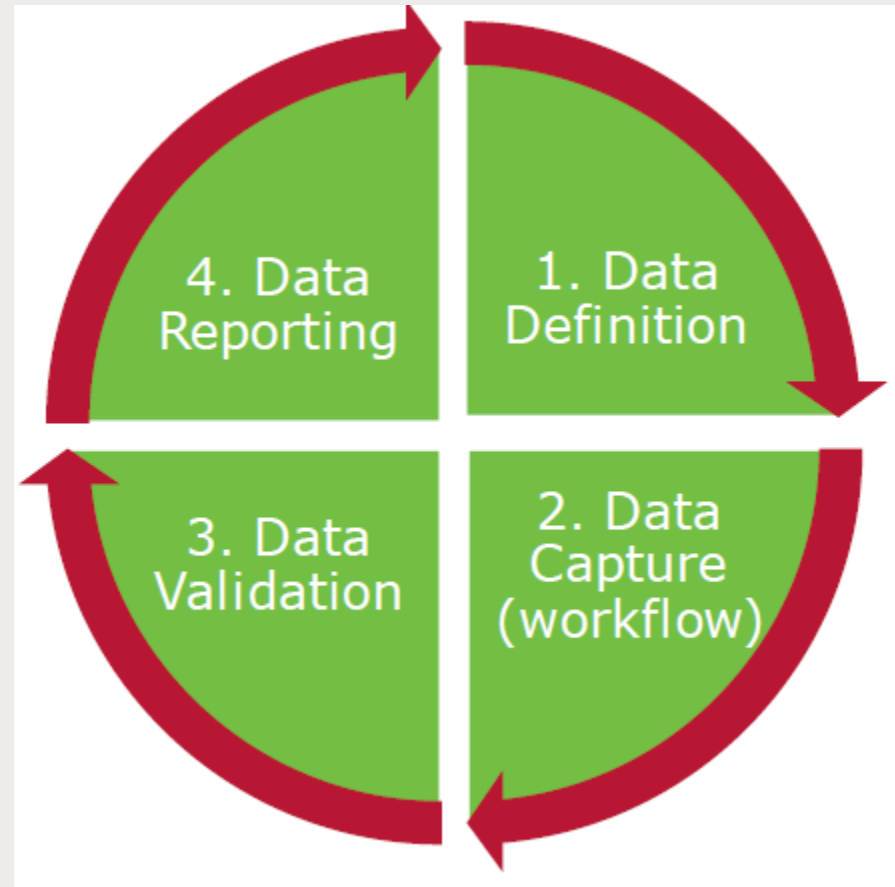 1. Data
Definition
2. Data
Capture
(workflow)
3. Data
Validation
4. Data
Reporting